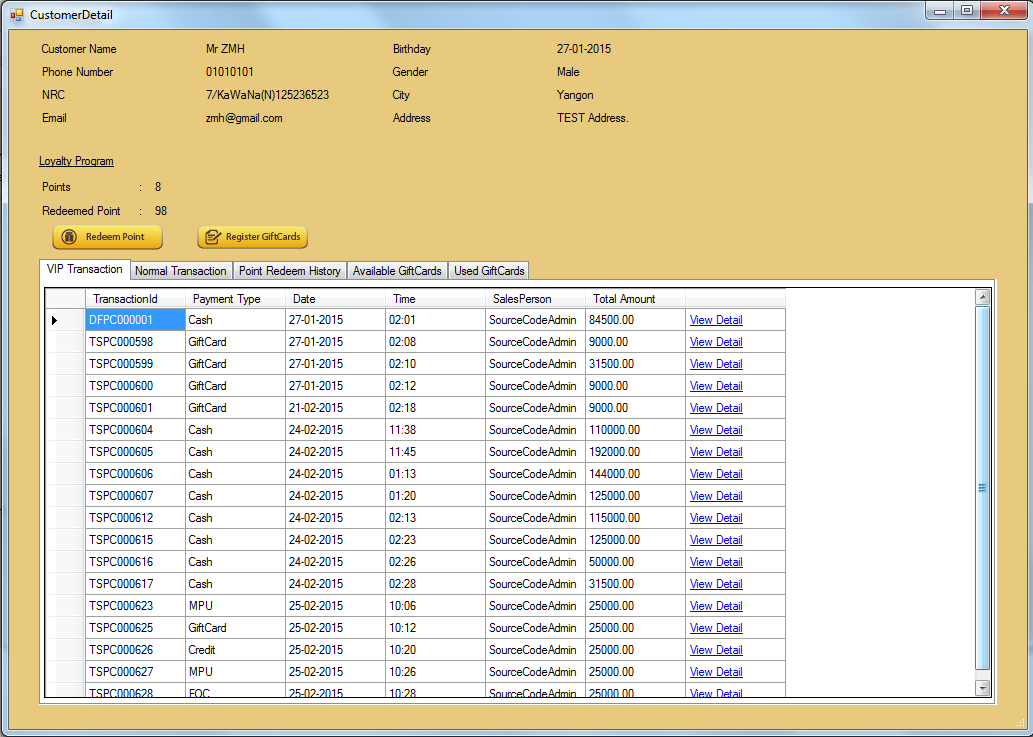 CustomerDetail
Customer Name Mr ZMH Birthday 27-01-2015
Phone Number 01010101 Gender Male
NRC 7/KaWaNa(N)125236523 City Yangon
Email zmh@gmail.com Address TEST Address.
Loyalty Program
Points : 8
Redeemed Point : 98
Redeem Point Register GiftCards
VIP Transaction Normal Transaction Point Redeem History Available GiftCards Used GiftCards
TransactionId Payment Type Date Time SalesPerson Total Amount
DFPC000001 Cash 27-01-2015 02:01 SourceCodeAdmin 84500.00 View Detail
TSPC000598 GiftCard 27-01-2015 02:08 SourceCodeAdmin 9000.00 View Detail
TSPC000599 GiftCard 27-01-2015 02:10 SourceCodeAdmin 31500.00 View Detail
TSPC000600 GiftCard 27-01-2015 02:12 SourceCodeAdmin 9000.00 View Detail
TSPC000601 GiftCard 21-02-2015 02:18 SourceCodeAdmin 9000.00 View Detail
TSPC000604 Cash 24-02-2015 11:38 SourceCodeAdmin 110000.00 View Detail
TSPC000605 Cash 24-02-2015 11:45 SourceCodeAdmin 192000.00 View Detail
TSPC000606 Cash 24-02-2015 01:13 SourceCodeAdmin 144000.00 View Detail
TSPC000607 Cash 24-02-2015 01:20 SourceCodeAdmin 125000.00 View Detail
TSPC000612 Cash 24-02-2015 02:13 SourceCodeAdmin 115000.00 View Detail
TSPC000615 Cash 24-02-2015 02:23 SourceCodeAdmin 125000.00 View Detail
TSPC000616 Cash 24-02-2015 02:26 SourceCodeAdmin 50000.00 View Detail
TSPC000617 Cash 24-02-2015 02:28 SourceCodeAdmin 31500.00 View Detail
TSPC000623 MPU 25-02-2015 10:06 SourceCodeAdmin 25000.00 View Detail
TSPC000625 GiftCard 25-02-2015 10:12 SourceCodeAdmin 25000.00 View Detail
TSPC000626 Credit 25-02-2015 10:20 SourceCodeAdmin 25000.00 View Detail
TSPC000627 MPU 25-02-2015 10:26 SourceCodeAdmin 25000.00 View Detail
TSPC000628 FOC 25-02-2015 10:28 SourceCodeAdmin 25000.00 View Detail